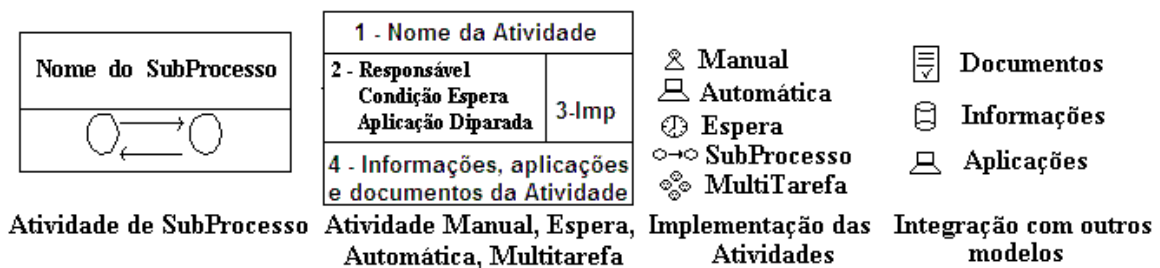 Nome do SubProcesso
Atividade de SubProcesso
1 - Nome da Atividade
2 - Responsável
Condição Espera
Aplicação Diparada
3-Imp
4 - Informações, aplicações
e documentos da Atividade
Atividade Manual, Espera,
Automática, Multitarefa
Manual
Automática
Espera
SubProcesso
MultiTarefa
Implementação das
Atividades
Documentos
Informações
Aplicações
Integração com outros
modelos